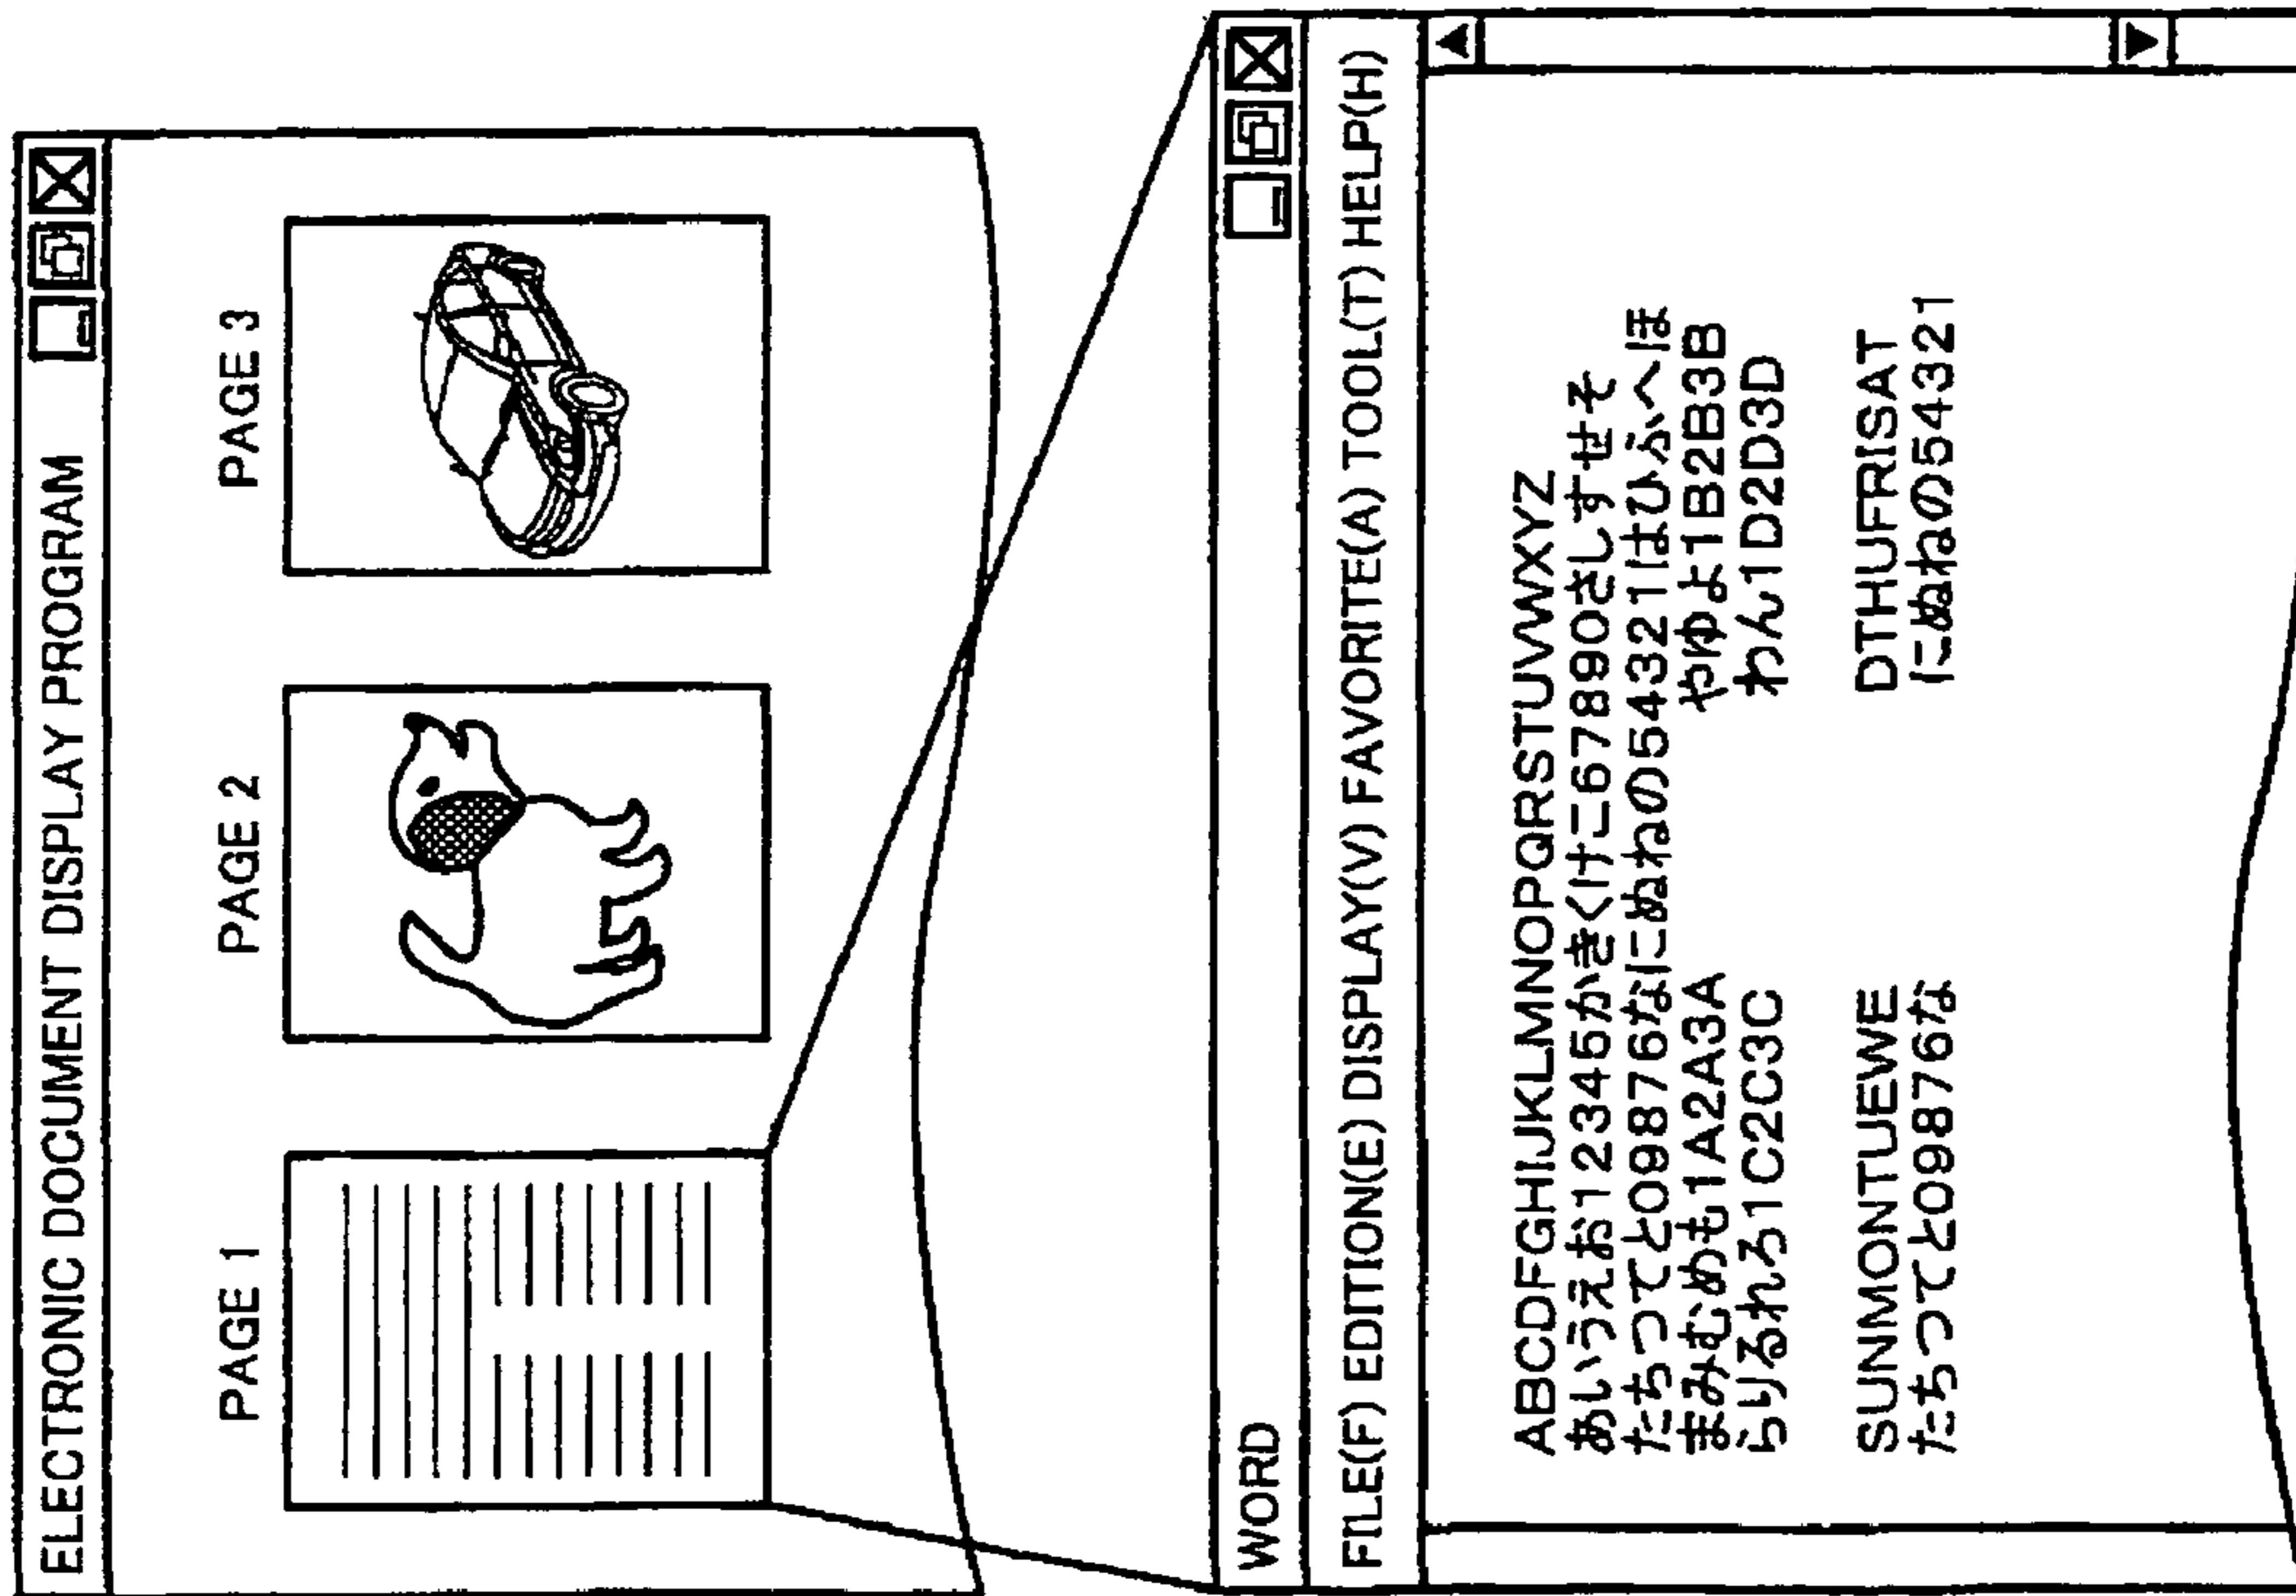 ELECTRONIC DOCUMENT DISPLAY PROGRAM
PAGE 1 PAGE 2 PAGE 3
WORD
FILE(F) EDITION(E) DISPLAY(V) FAVORITE(A) TOOL(T) HELP(H)
ABCDFGHIJKLMNOPQRSTUVWXYZ
あいうえお12345かきくけこ67890さしすせそ
たちつてと09876なにぬねの54321はひふへほ
まみむめも1A2A3A やゆよ1B2B3B
らりるれろ1C2C3C わん1D2D3D
SUNMONTUEWE DTHUFRISAT
たちつてと09876な にぬねの54321